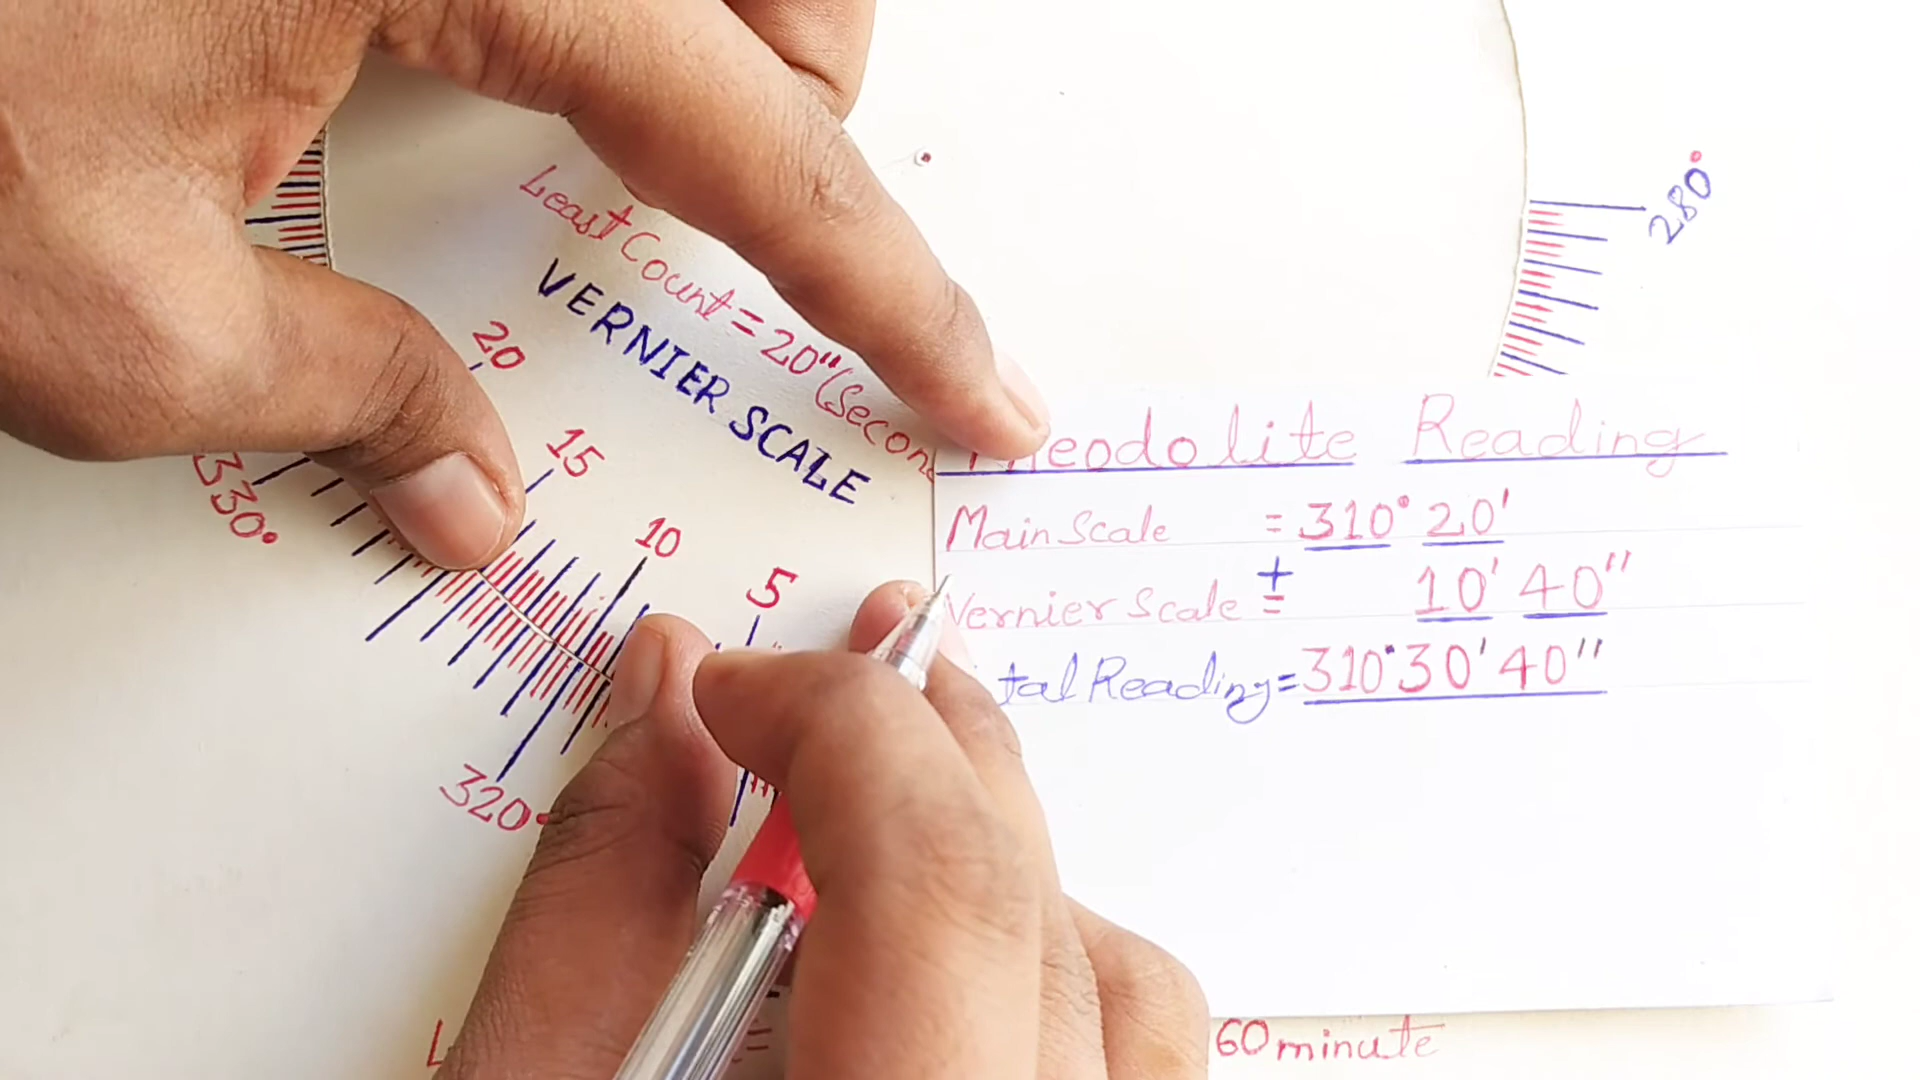 280°
Least Count = 20" (Secon
VERNIER SCALE
20
15
10
5
330°
320°
heodolite Reading
Main Scale = 310° 20'
+
Vernier Scale = 10' 40"
tal Reading = 310° 30' 40"
L
60 minute